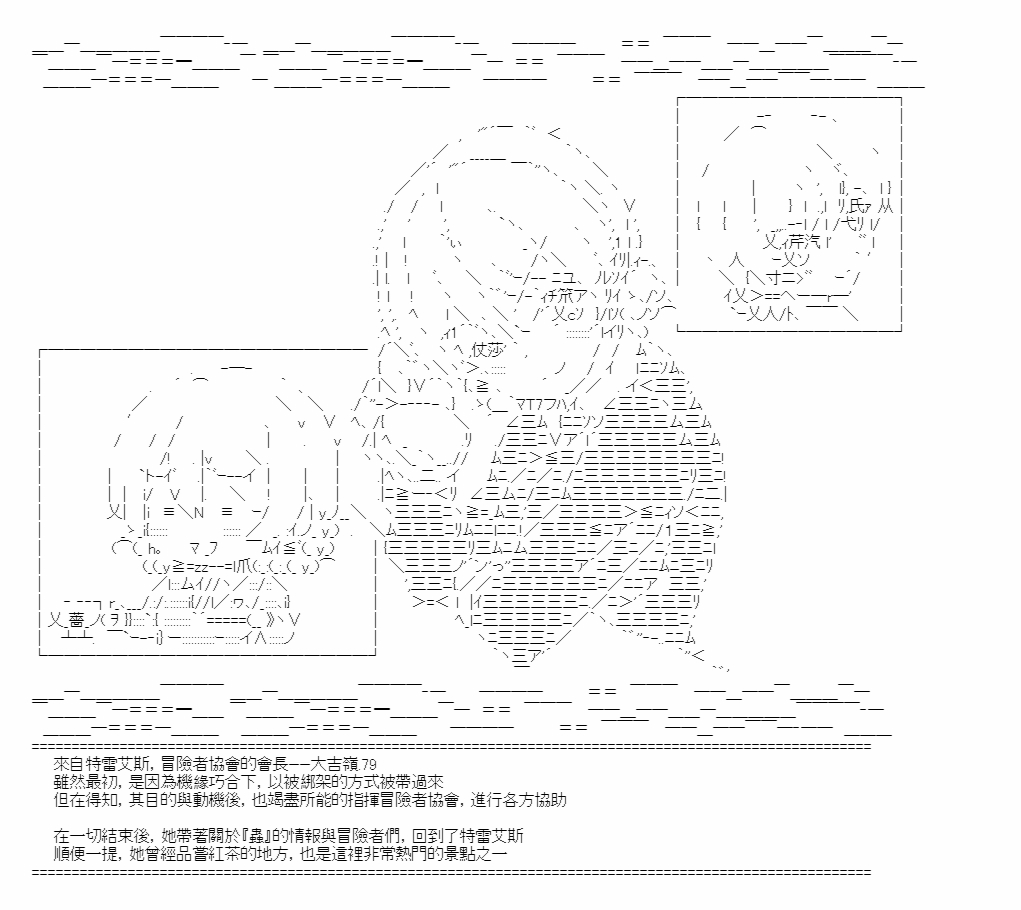 來自特雷艾斯，冒險者協會的會長──大吉嶺.79
雖然最初，是因為機緣巧合下，以被綁架的方式被帶過來
但在得知，其目的與動機後，也竭盡所能的指揮冒險者協會，進行各方協助
在一切結束後，她帶著關於『蟲』的情報與冒險者們，回到了特雷艾斯
順便一提，她曾經品嘗紅茶的地方，也是這裡非常熱門的景點之一